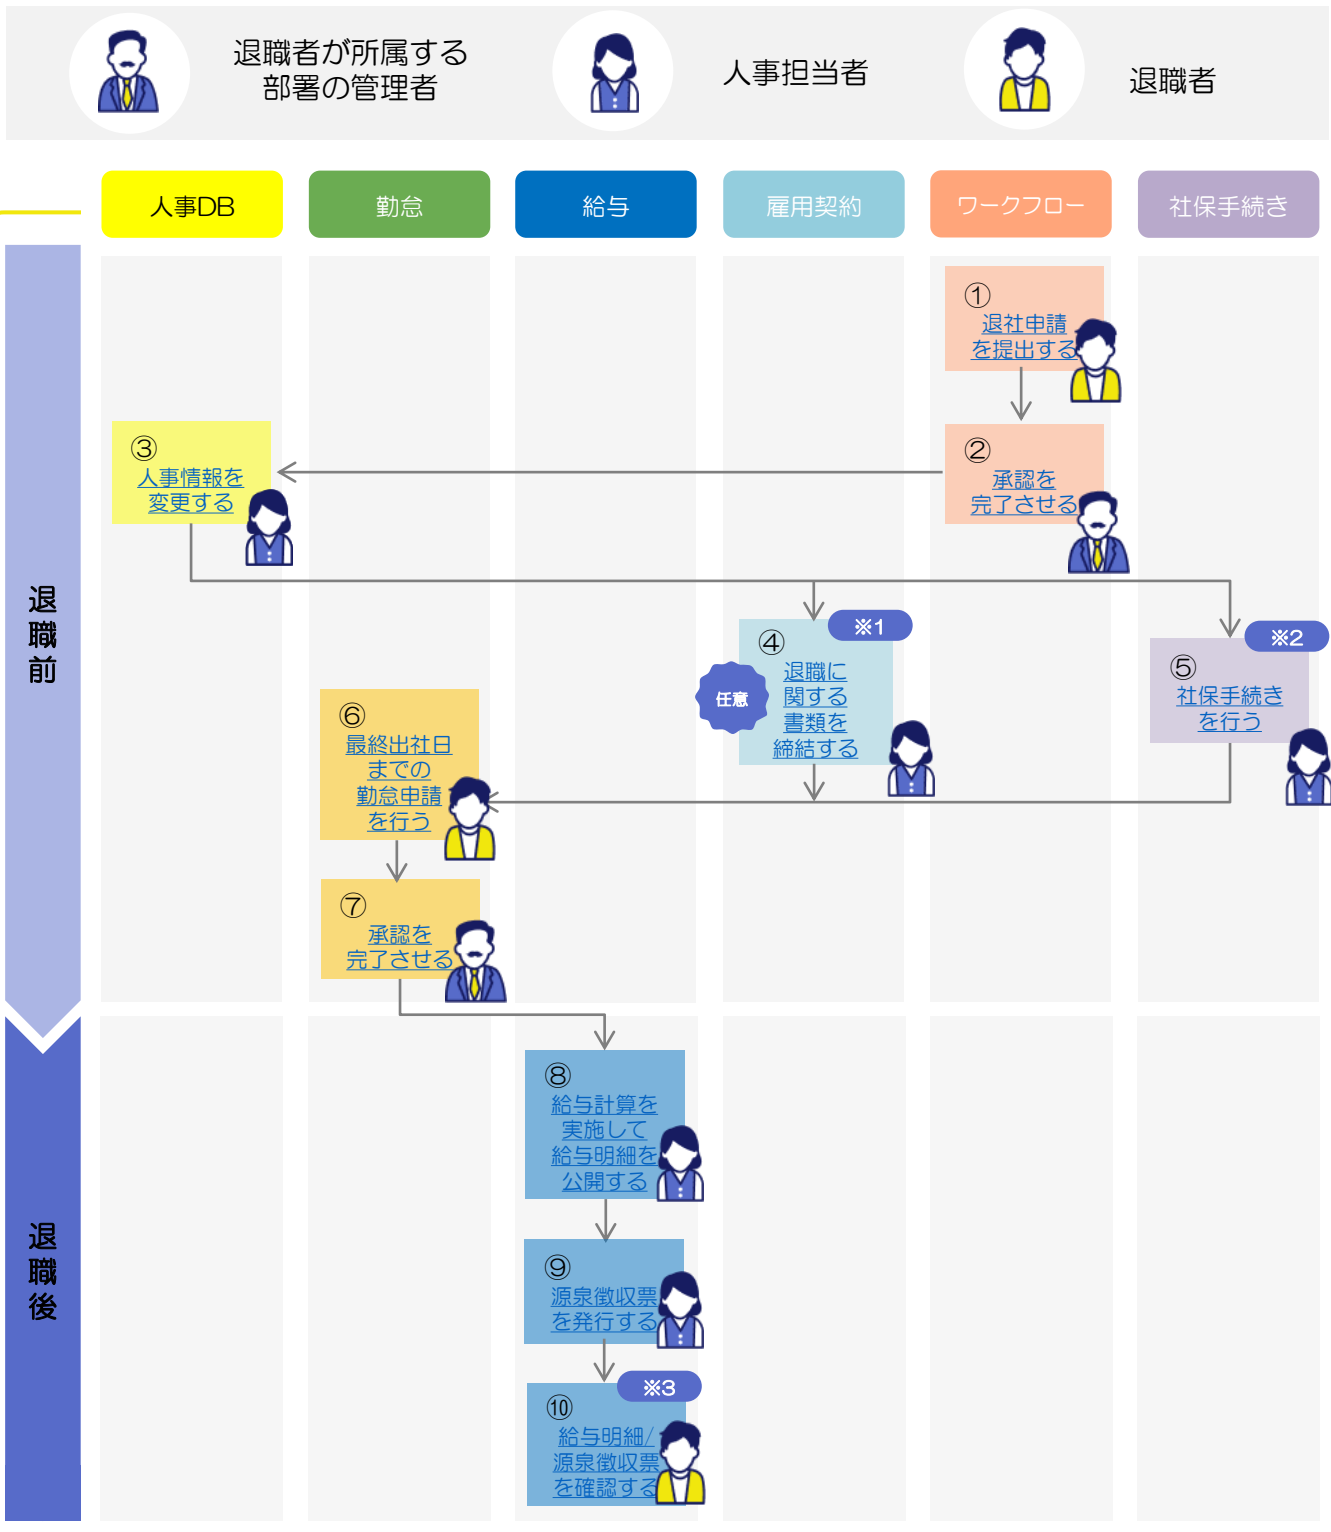 退職者が所属する
部署の管理者
人事担当者
退職者
人事DB
勤怠
給与
雇用契約
ワークフロー
社保手続き
退職前
①
退社申請
を提出する
②
承認を
完了させる
③
人事情報を
変更する
※1
④
退職に
関する
書類を
締結する
任意
※2
⑤
社保手続き
を行う
⑥
最終出社日
までの
勤怠申請
を行う
⑦
承認を
完了させる
退職後
⑧
給与計算を
実施して
給与明細を
公開する
⑨
源泉徴収票
を発行する
※3
⑩
給与明細/
源泉徴収票
を確認する